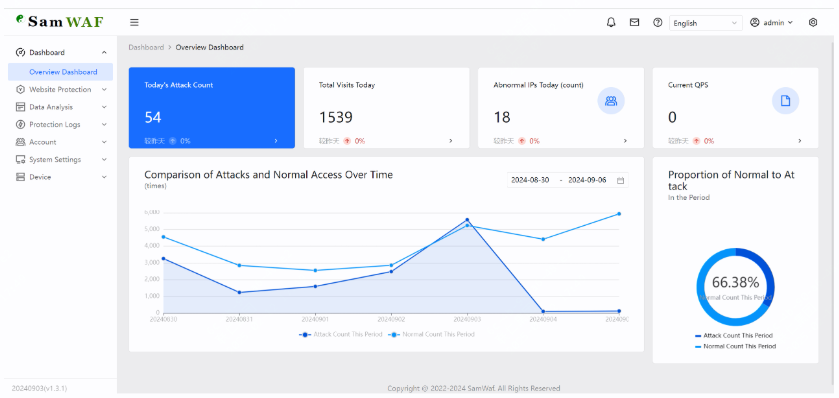 SamWAF
English
admin
Dashboard
Overview Dashboard
Website Protection
Data Analysis
Protection Logs
Account
System Settings
Device
20240903(v1.3.1)
Dashboard > Overview Dashboard
Today's Attack Count
54
较昨天 0%
Total Visits Today
1539
较昨天 0%
Abnormal IPs Today (count)
18
较昨天 0%
Current QPS
0
较昨天 0%
Comparison of Attacks and Normal Access Over Time
(times)
2024-08-30 - 2024-09-06
6,000
5,000
4,000
3,000
2,000
1,000
0
20240830 20240831 20240901 20240902 20240903 20240904
Attack Count This Period Normal Count This Period
Proportion of Normal to At
tack
In the Period
66.38%
Normal Count This Period
Attack Count This Period
Normal Count This Period
Copyright @ 2022-2024 SamWaf. All Rights Reserved